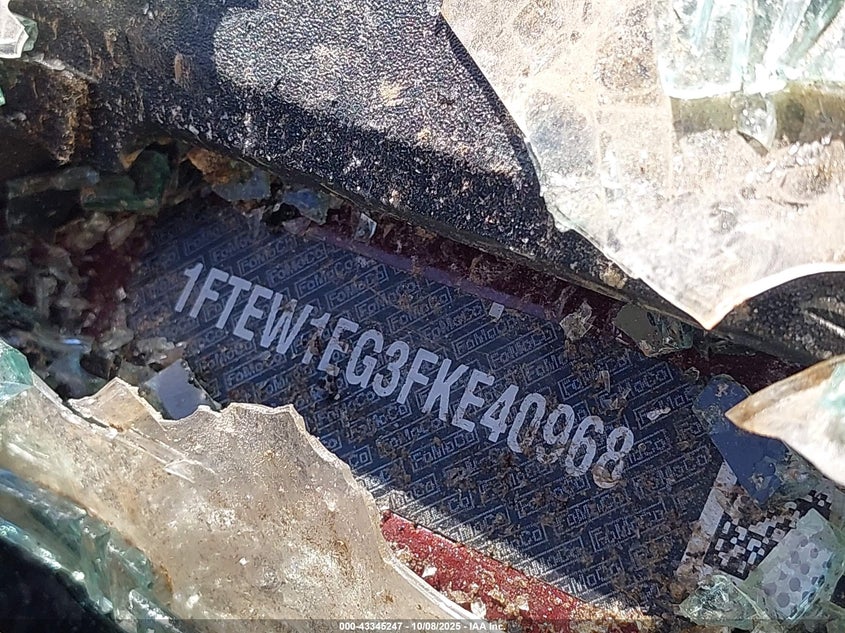 1FTEW1EG3FKE40968
000-43345247 - 10/08/2025 - IAA Inc.